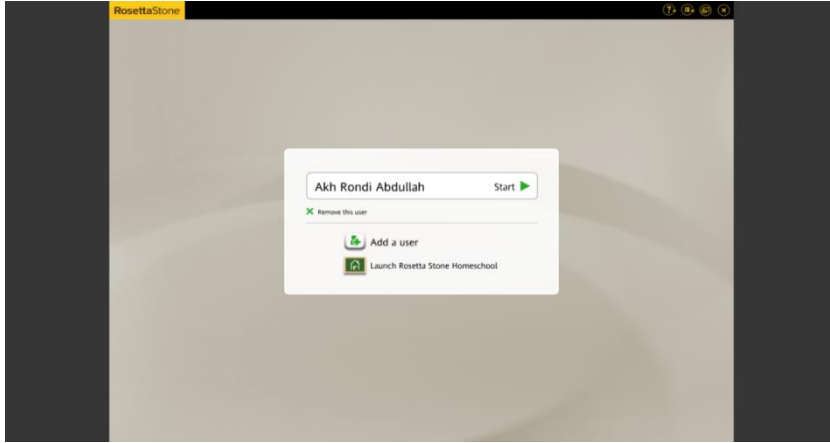 RosettaStone
Akh Rondi Abdullah Start
Remove this user
Add a user
Launch Rosetta Stone Homeschool